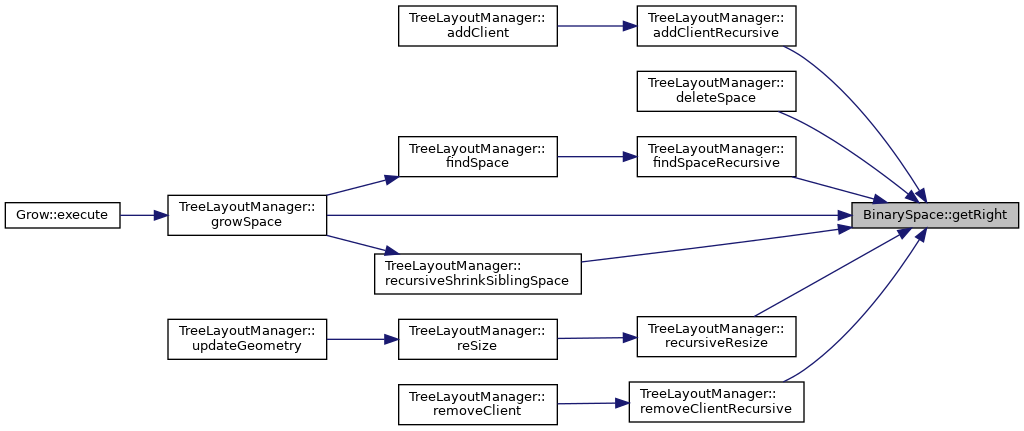 TreeLayoutManager::
addClient
TreeLayoutManager::
addClientRecursive
TreeLayoutManager::
deleteSpace
TreeLayoutManager::
findSpace
TreeLayoutManager::
findSpaceRecursive
Grow::execute
TreeLayoutManager::
growSpace
BinarySpace::getRight
TreeLayoutManager::
recursiveShrinkSiblingSpace
TreeLayoutManager::
updateGeometry
TreeLayoutManager::
reSize
TreeLayoutManager::
recursiveResize
TreeLayoutManager::
removeClient
TreeLayoutManager::
removeClientRecursive